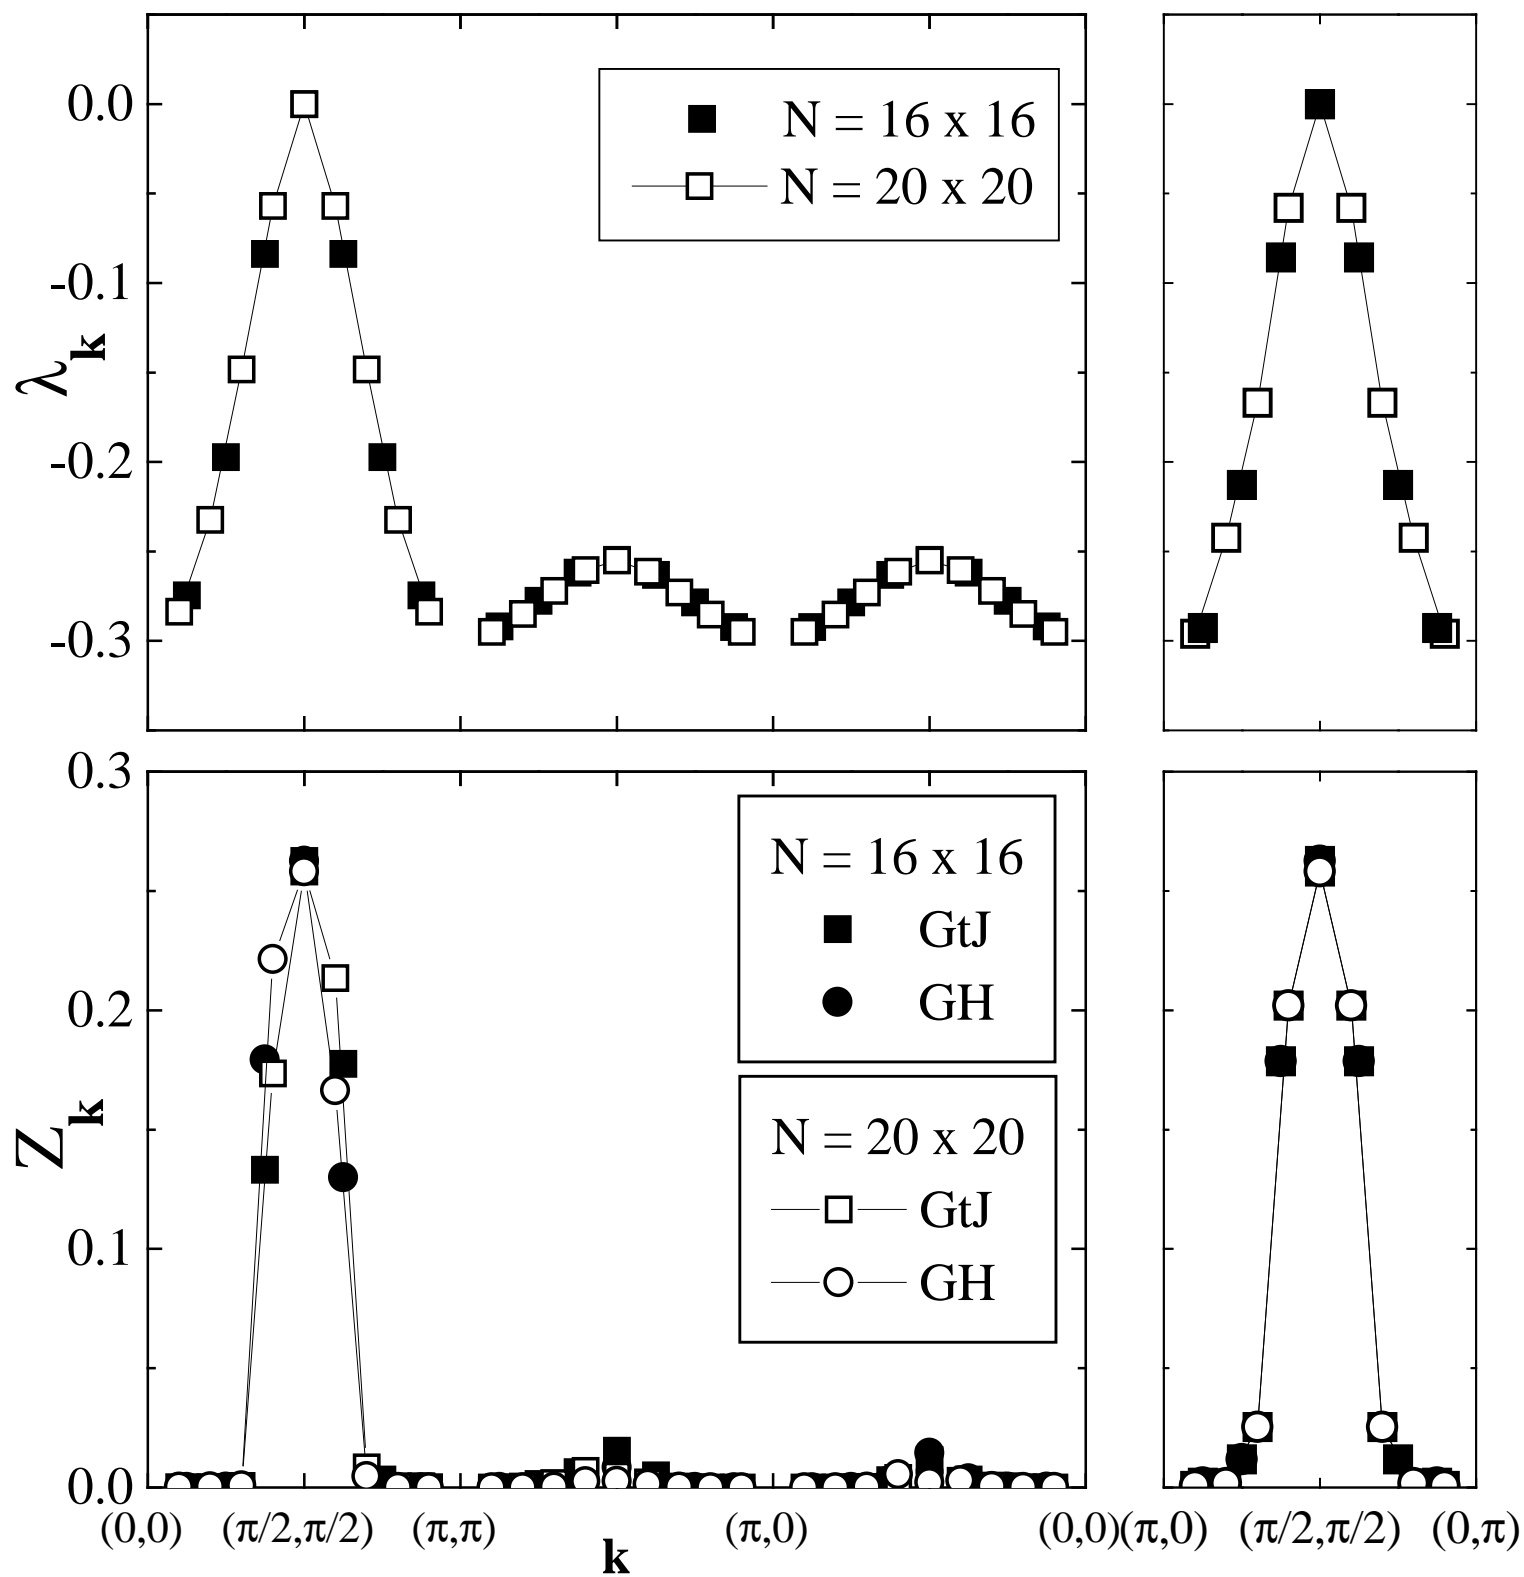 0.0
-0.1
-0.2
-0.3
λk
N = 16 x 16
N = 20 x 20
0.3
0.2
0.1
0.0
Zk
N = 16 x 16
GtJ
GH
N = 20 x 20
GtJ
GH
(0,0) (π/2,π/2) (π,π) (π,0) (0,0) (π,0) (π/2,π/2) (0,π)
k